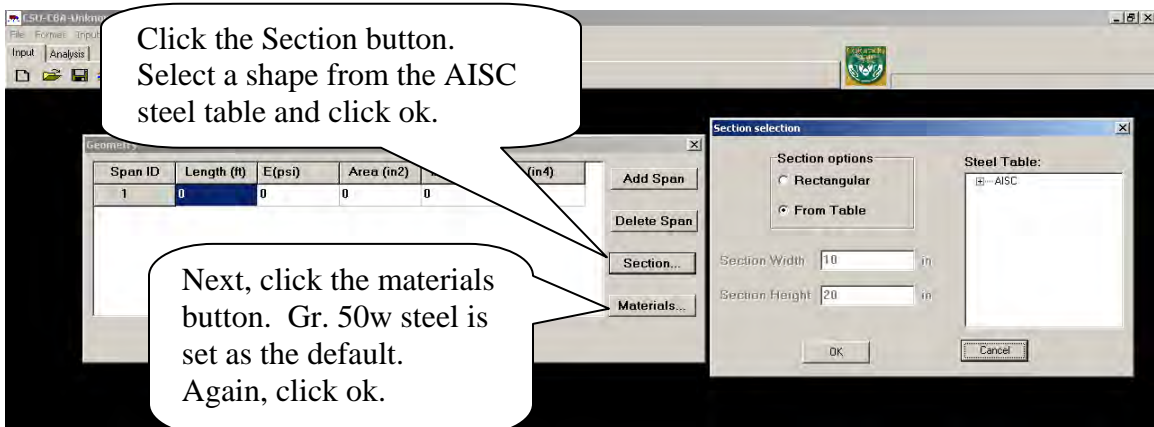 CSU-CBA-Unkno
File Format Input
Input Analysis
Click the Section button.
Select a shape from the AISC
steel table and click ok.
Geometry
Span ID Length (ft) E(psi) Area (in2) (in4)
1 0 0 0 0
Add Span
Delete Span
Section...
Materials...
Next, click the materials
button. Gr. 50w steel is
set as the default.
Again, click ok.
Section selection
Section options
Rectangular
From Table
Steel Table:
AISC
Section Width 10 in
Section Height 20 in
OK
Cancel